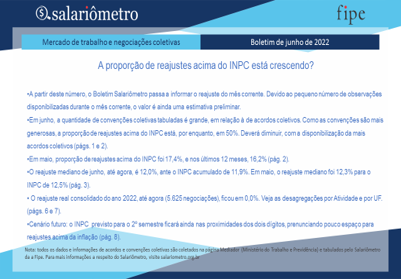 salariômetro
fipe
Mercado de trabalho e negociações coletivas
Boletim de junho de 2022
A proporção de reajustes acima do INPC está crescendo?
•A partir deste número, o Boletim Salariômetro passa a informar o reajuste do mês corrente. Devido ao pequeno número de observações
disponibilizadas durante o mês corrente, o valor é ainda uma estimativa preliminar.
•Em junho, a quantidade de convenções coletivas tabuladas é grande, em relação à de acordos coletivos. Como as convenções são mais
generosas, a proporção de reajustes acima do INPC está, por enquanto, em 50%. Deverá diminuir, com a disponibilização da mais
acordos coletivos (págs. 1 e 2).
•Em maio, proporção de reajustes acima do INPC foi 17,4%, e nos últimos 12 meses, 16,2% (pág. 2).
•O reajuste mediano de junho, até agora, é 12,0%, ante o INPC acumulado de 11,9%. Em maio, o reajuste mediano foi 12,3% para o
INPC de 12,5% (pág. 3).
• O reajuste real consolidado do ano 2022, até agora (5.625 negociações), ficou em 0,0%. Veja as desagregações por Atividade e por UF.
(págs. 6 e 7).
•Cenário futuro: o INPC previsto para o 2º semestre ficará ainda nas proximidades dos dois dígitos, prenunciando pouco espaço para
reajustes acima da inflação (pág. 8).
Nota: todos os dados e informações de acordos e convenções coletivas são coletados na página Mediador (Ministério do Trabalho e Previdência) e tabulados pelo Salariômetro
da a Fipe. Para mais informações a respeito do Salariômetro, visite salariometro.org.br